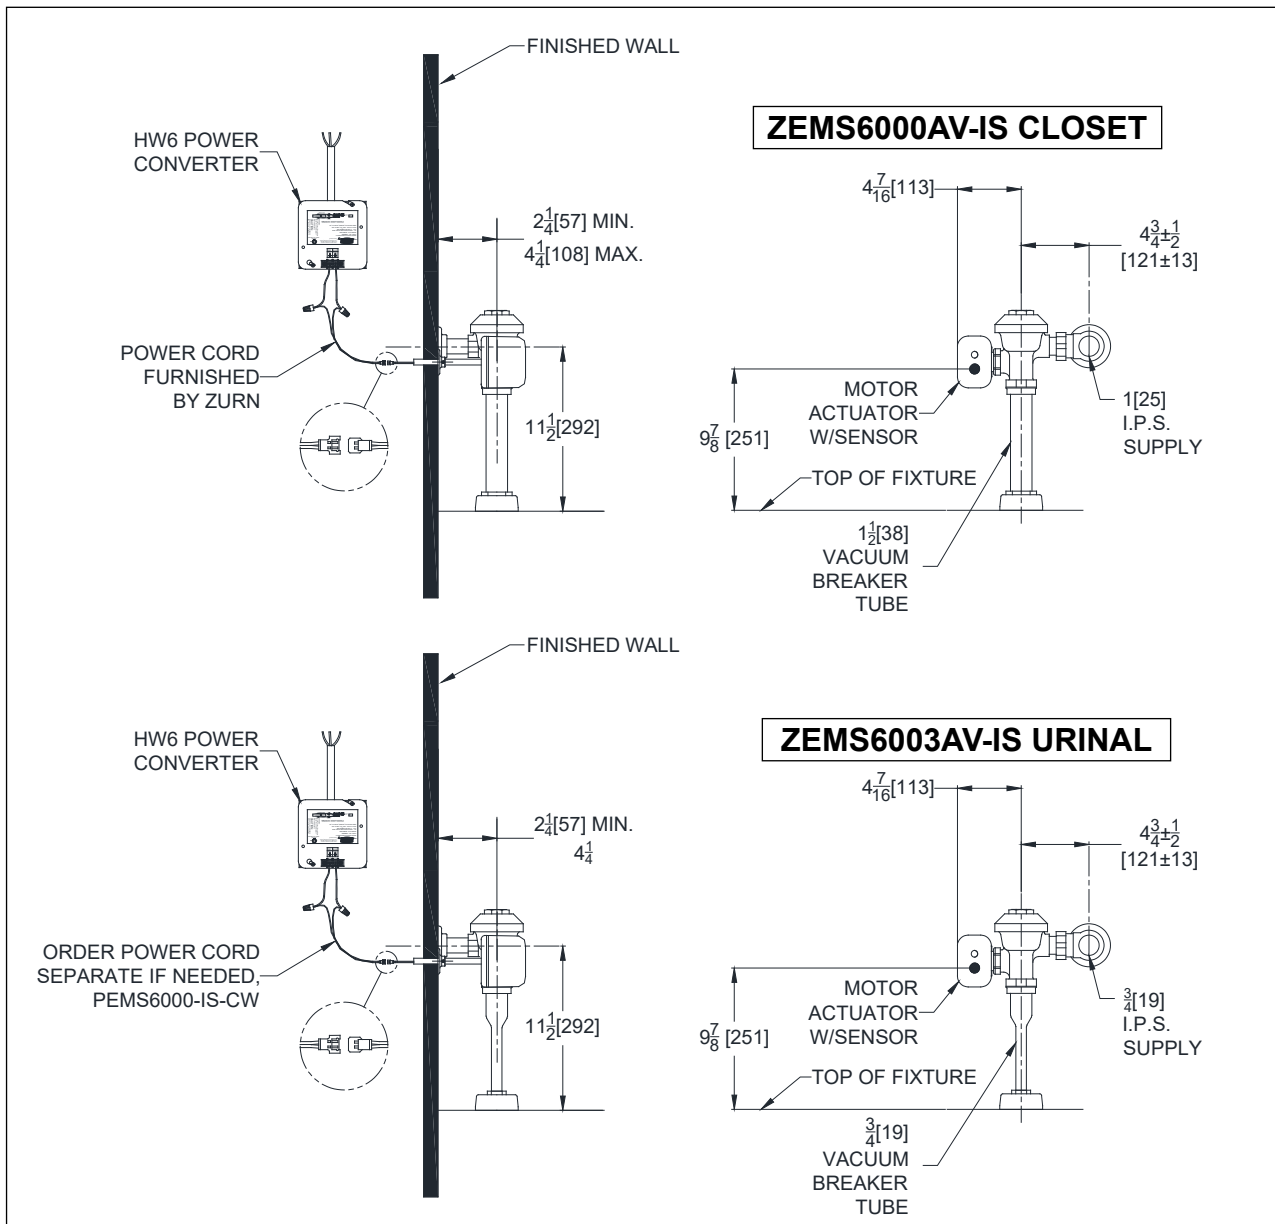 FINISHED WALL
ZEMS6000AV-IS CLOSET
HW6 POWER
CONVERTER
4 7/16[113]
2 1/4[57] MIN.
4 1/4[108] MAX.
4 3/4±1/2
[121±13]
POWER CORD
FURNISHED
BY ZURN
11 1/2[292]
MOTOR
ACTUATOR
W/SENSOR
9 7/8 [251]
1[25]
I.P.S.
SUPPLY
TOP OF FIXTURE
1 1/2[38]
VACUUM
BREAKER
TUBE
FINISHED WALL
ZEMS6003AV-IS URINAL
HW6 POWER
CONVERTER
4 7/16[113]
2 1/4[57] MIN.
4 1/4
4 3/4±1/2
[121±13]
ORDER POWER CORD
SEPARATE IF NEEDED,
PEMS6000-IS-CW
11 1/2[292]
MOTOR
ACTUATOR
W/SENSOR
9 7/8 [251]
3/4[19]
I.P.S.
SUPPLY
TOP OF FIXTURE
3/4[19]
VACUUM
BREAKER
TUBE